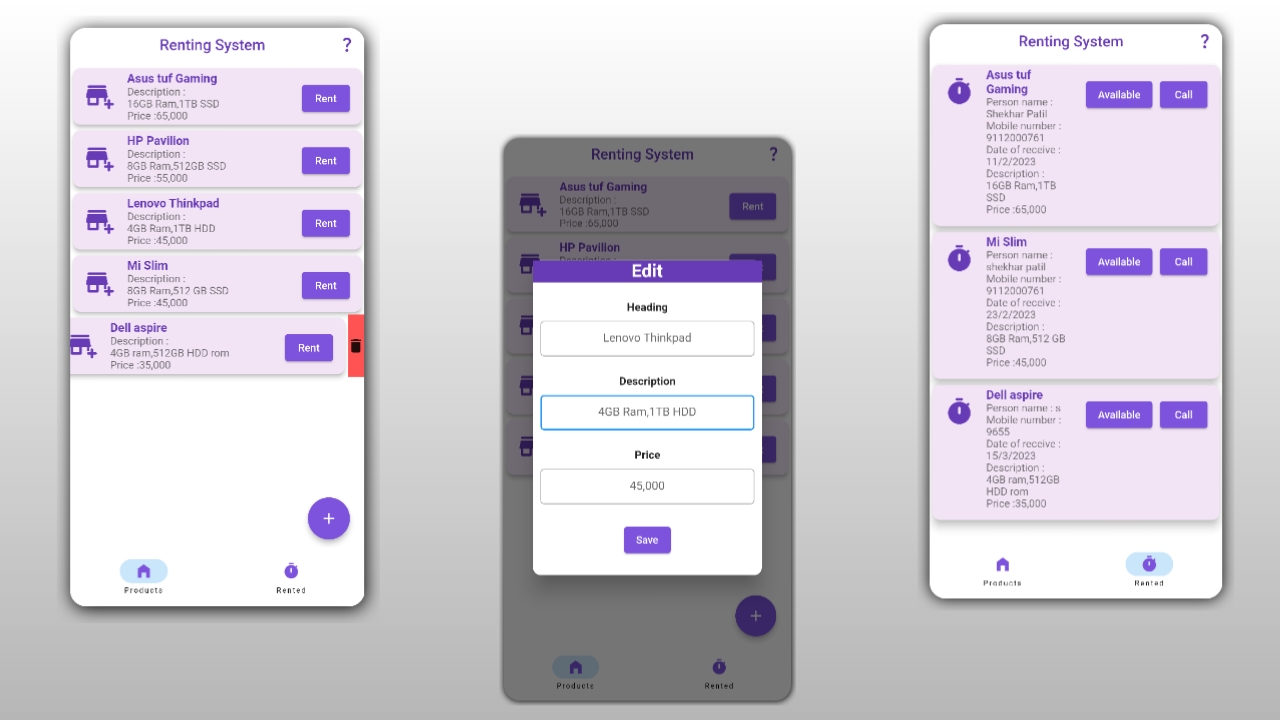 Renting System ?
Asus tuf Gaming
Description :
16GB Ram,1TB SSD
Price :65,000
Rent
HP Pavilion
Description :
8GB Ram,512GB SSD
Price :55,000
Rent
Lenovo Thinkpad
Description :
4GB Ram,1TB HDD
Price :45,000
Rent
Mi Slim
Description :
8GB Ram,512 GB SSD
Price :45,000
Rent
Dell aspire
Description :
4GB ram,512GB HDD rom
Price :35,000
Rent
+
Products
Rented
Renting System ?
Asus tuf Gaming
Description :
16GB Ram,1TB SSD
Price :65,000
Rent
HP Pavilion
Edit
Heading
Lenovo Thinkpad
Description
4GB Ram,1TB HDD
Price
45,000
Save
+
Products
Rented
Renting System ?
Asus tuf
Gaming
Person name :
Shekhar Patil
Mobile number :
9112000761
Date of receive :
11/2/2023
Description :
16GB Ram,1TB
SSD
Price :65,000
Available
Call
Mi Slim
Person name :
shekhar patil
Mobile number :
9112000761
Date of receive :
23/2/2023
Description :
8GB Ram,512 GB
SSD
Price :45,000
Available
Call
Dell aspire
Person name : s
Mobile number :
9655
Date of receive :
15/3/2023
Description :
4GB ram,512GB
HDD rom
Price :35,000
Available
Call
Products
Rented